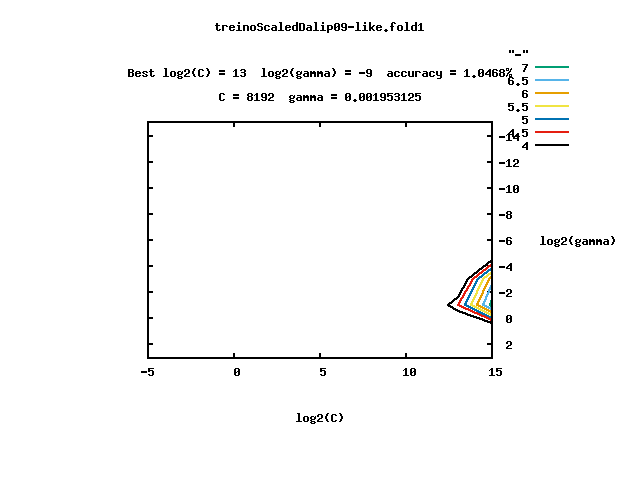 treinoScaledDalip09-like.fold1
"_"
Best log2(C) = 13  log2(gamma) = -9  accuracy = 1.0468%
C = 8192  gamma = 0.001953125
7
6.5
6
5.5
5
4.5
4
-14
-12
-10
-8
-6
-4
-2
0
2
log2(gamma)
-5 0 5 10 15
log2(C)